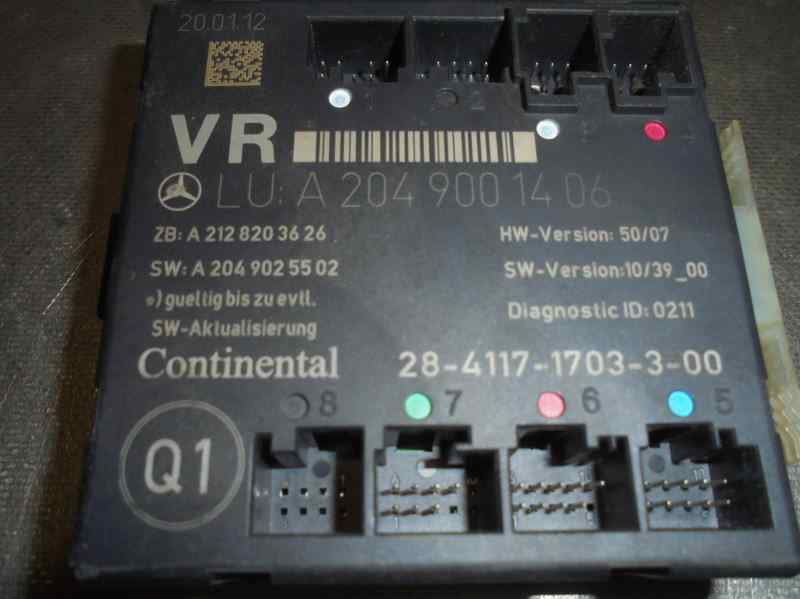 20.01.12
1 2
VR
3 4
LU: A 204 900 14 06
ZB: A 212 820 36 26
HW-Version: 50/07
SW: A 204 902 55 02
SW-Version:10/39_00
*) gueltig bis zu evtl.
SW-Aktualisierung
Diagnostic ID: 0211
Continental 28-4117-1703-3-00
8 7 6 5
Q1